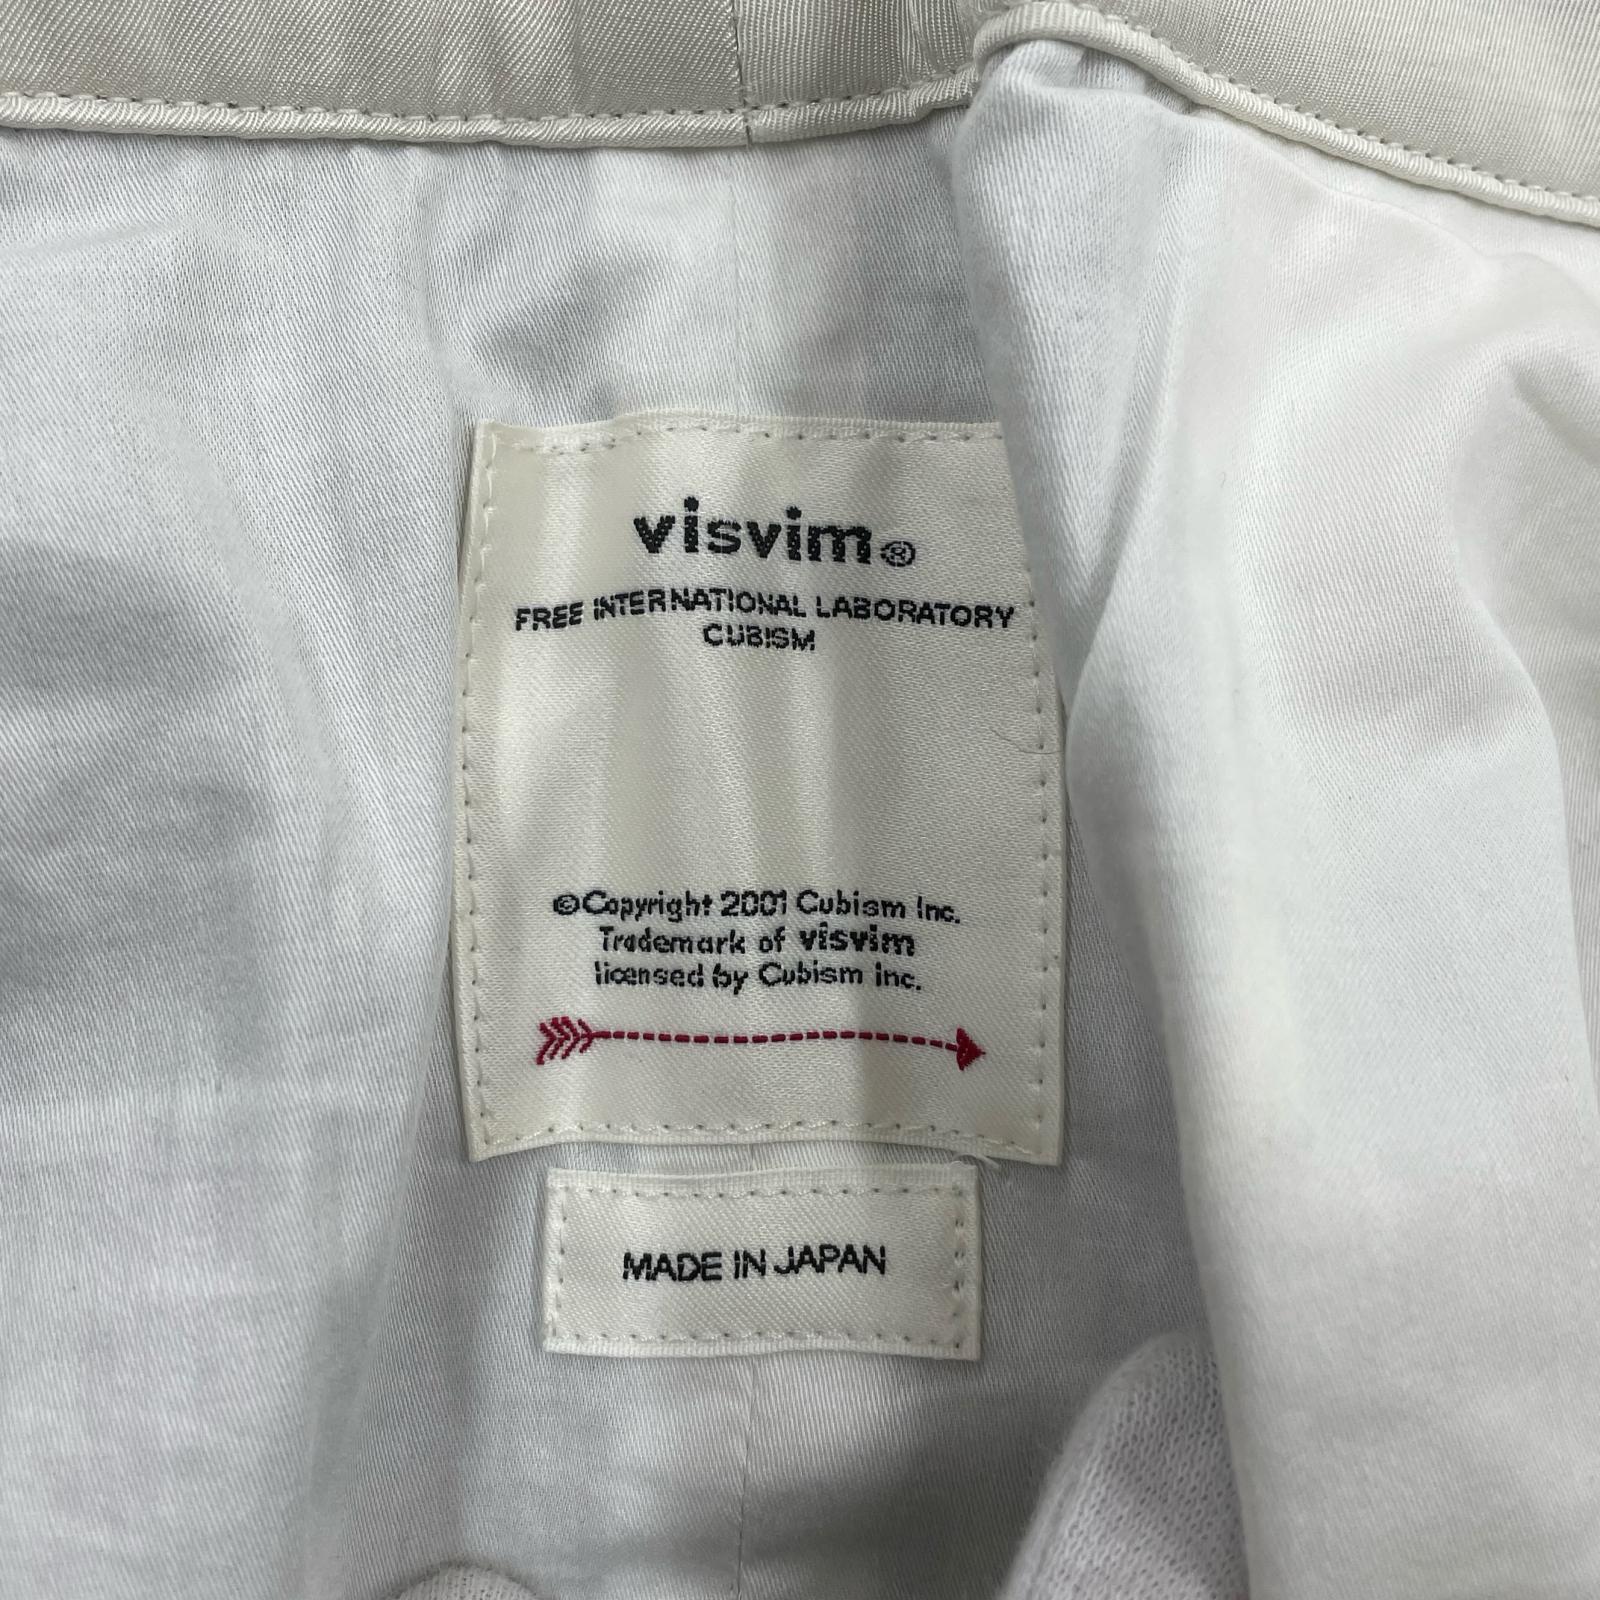 visvim®
FREE INTERNATIONAL LABORATORY
CUBISM
©Copyright 2001 Cubism Inc.
Trademark of visvim
licensed by Cubism Inc.
MADE IN JAPAN